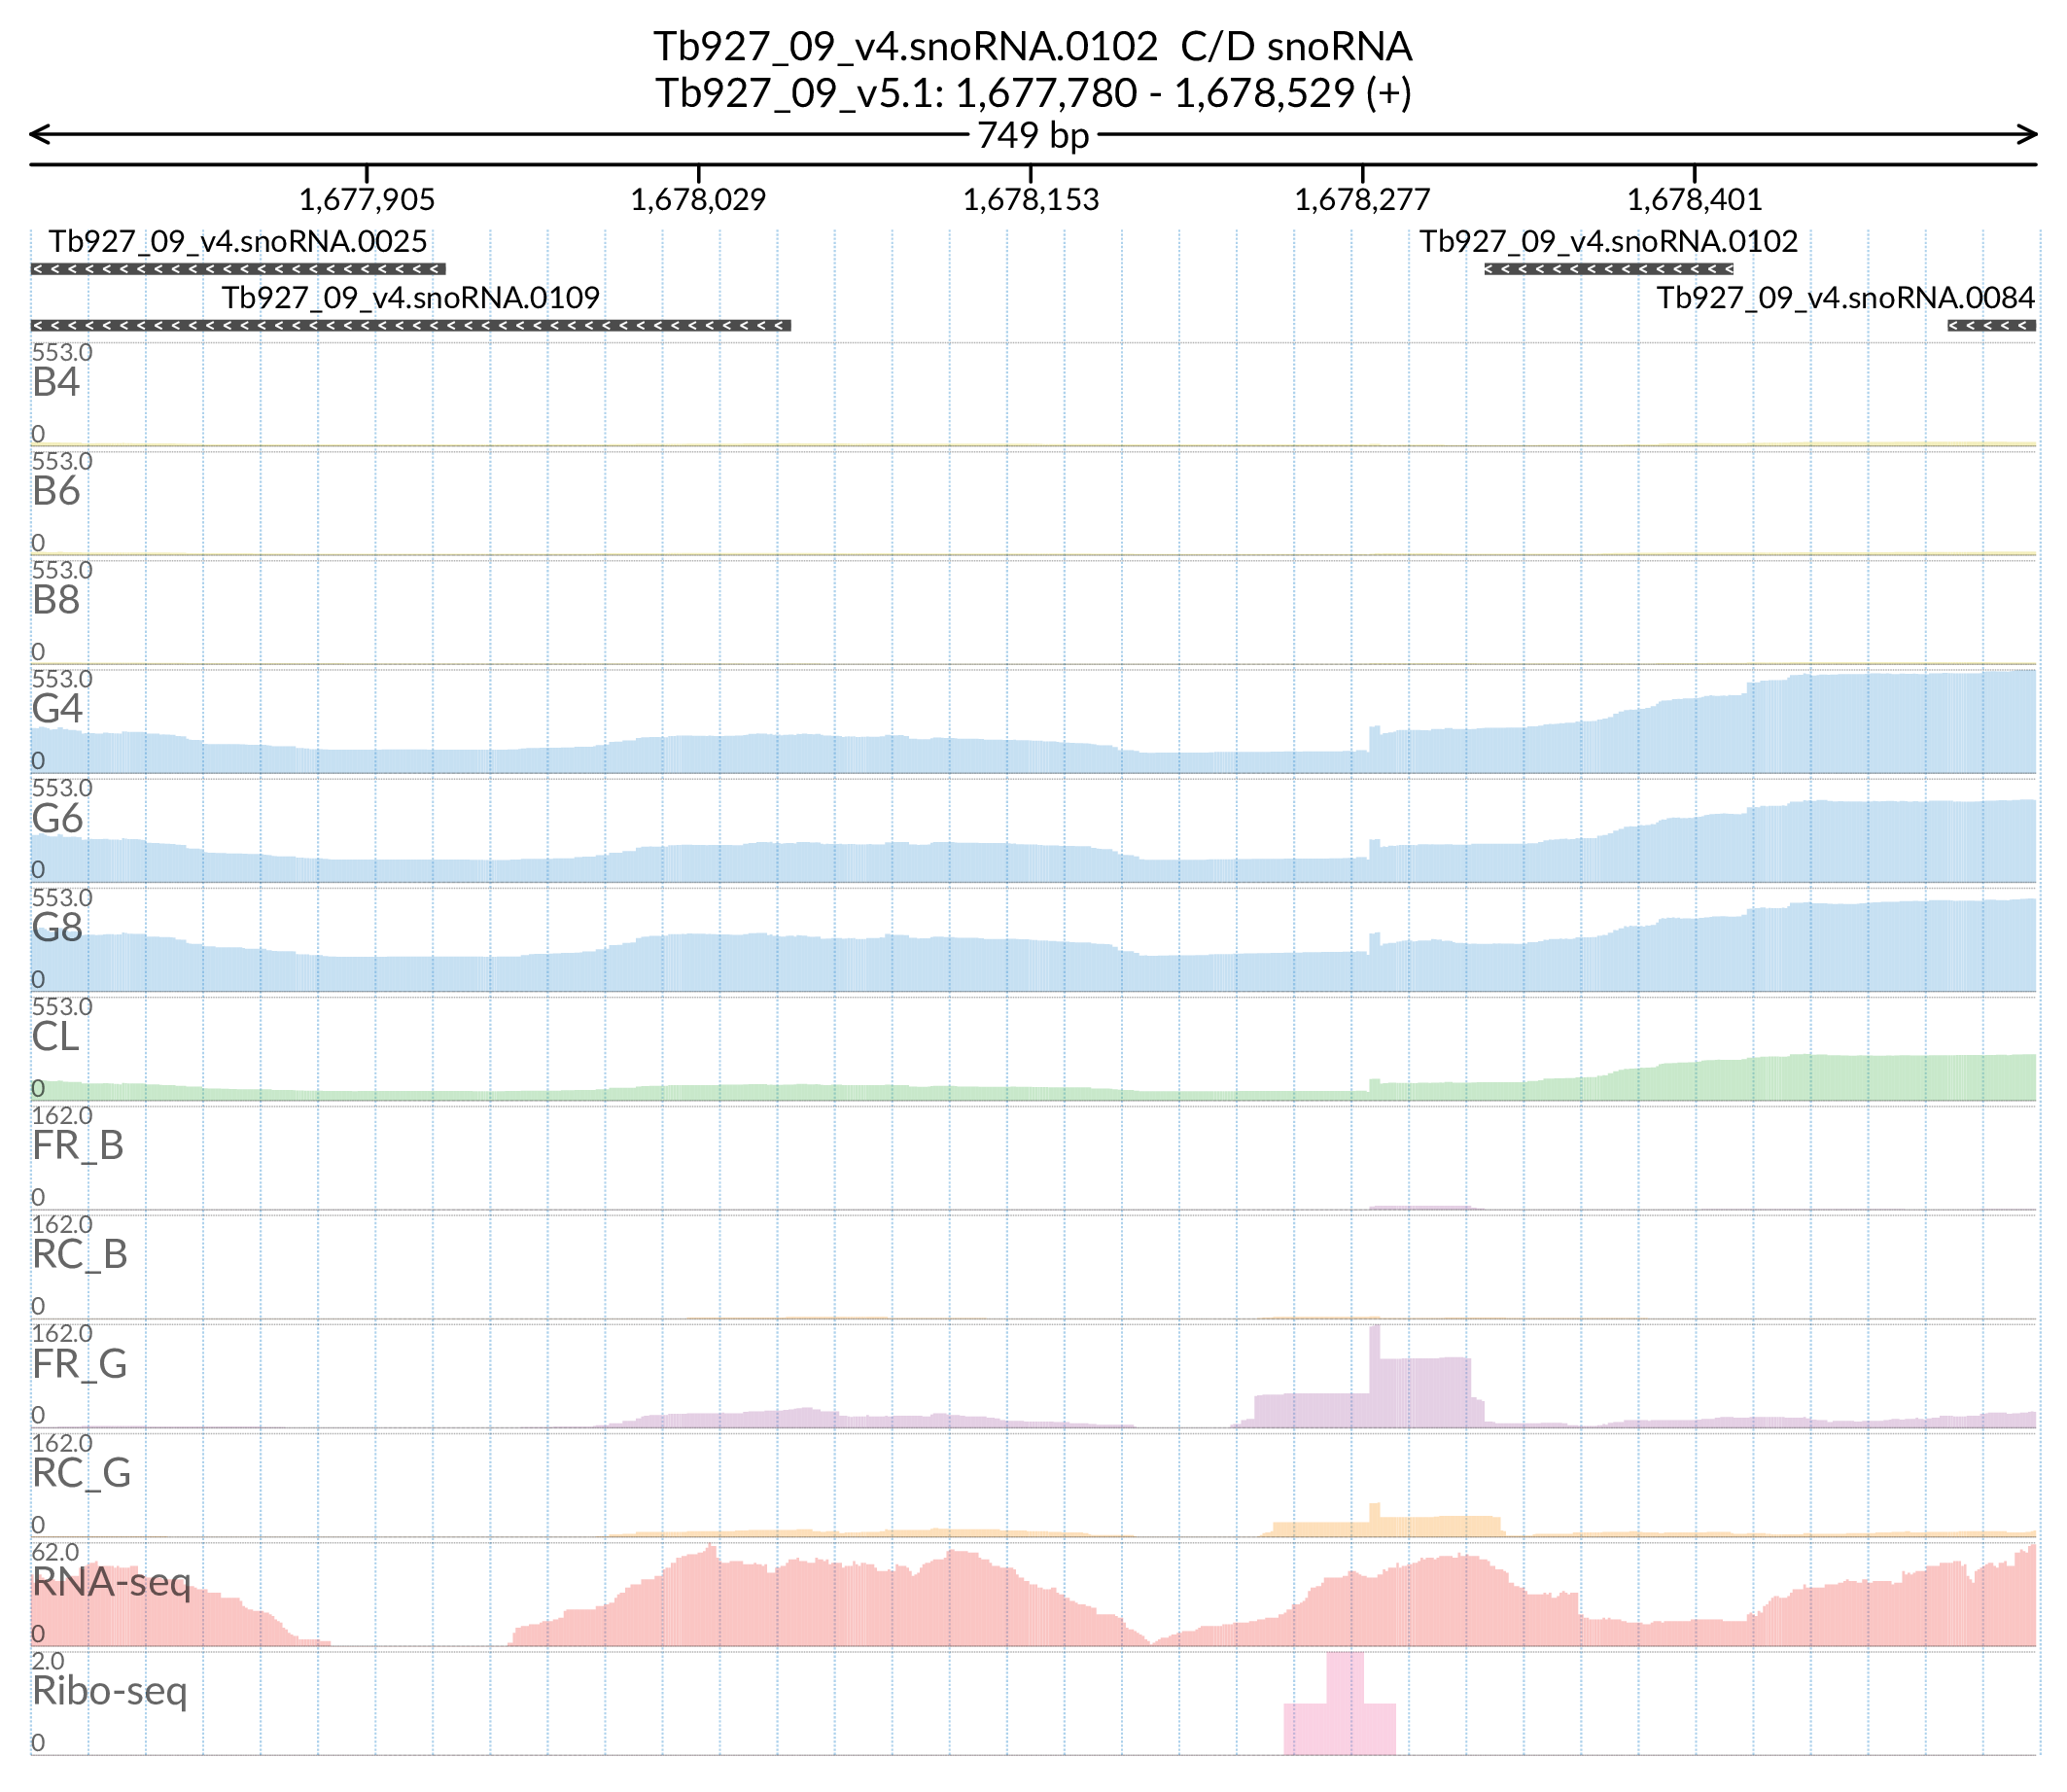 Tb927_09_v4.snoRNA.0102 C/D snoRNA
Tb927_09_v5.1: 1,677,780 - 1,678,529 (+)
749 bp
1,677,905 1,678,029 1,678,153 1,678,277 1,678,401
Tb927_09_v4.snoRNA.0025 Tb927_09_v4.snoRNA.0102
Tb927_09_v4.snoRNA.0109 Tb927_09_v4.snoRNA.0084
553.0
B4
0
553.0
B6
0
553.0
B8
0
553.0
G4
0
553.0
G6
0
553.0
G8
0
553.0
CL
0
162.0
FR_B
0
162.0
RC_B
0
162.0
FR_G
0
162.0
RC_G
0
62.0
RNA-seq
0
2.0
Ribo-seq
0